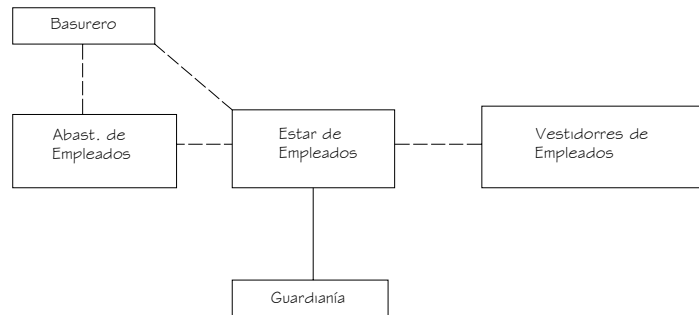 Basurero
Abast. de
Empleados
Estar de
Empleados
Vestidorres de
Empleados
Guardianía